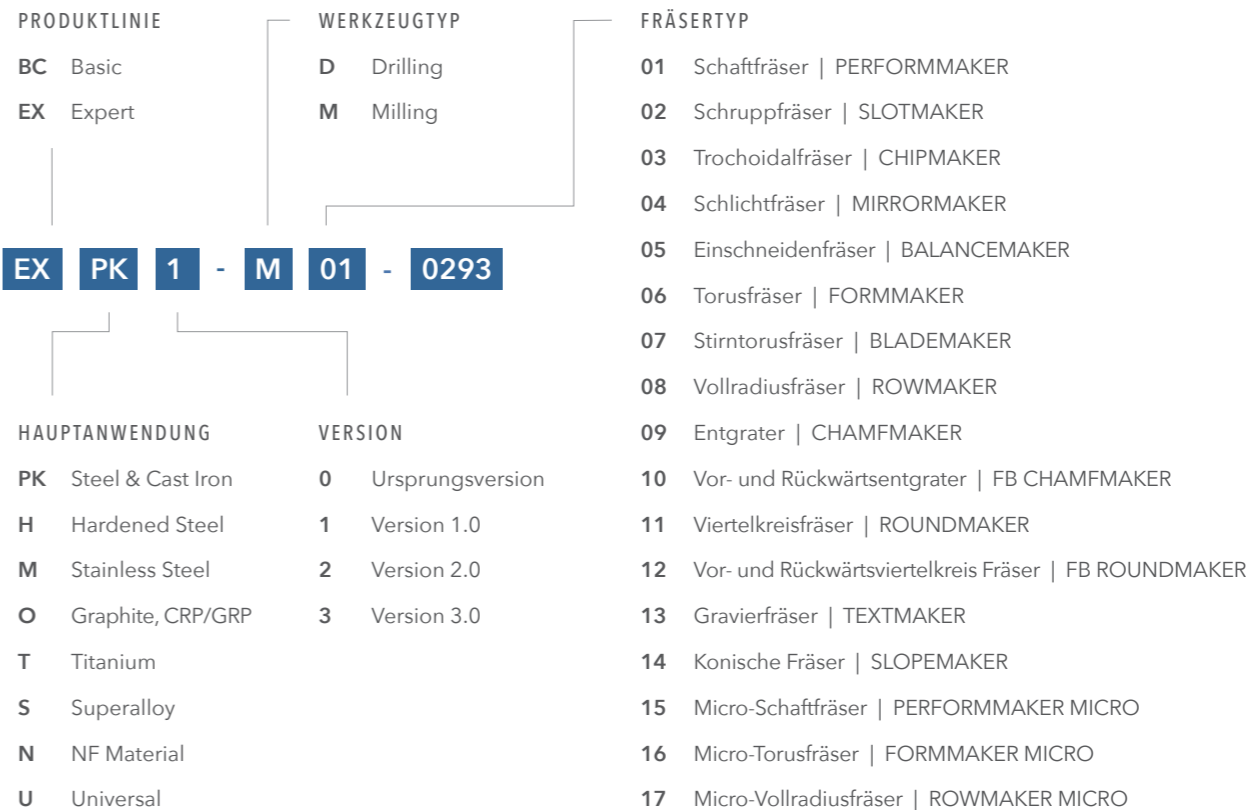 PRODUKTLINIE
BC Basic
EX Expert
WERKZEUGTYP
D Drilling
M Milling
EX PK 1 - M 01 - 0293
HAUPTANWENDUNG
PK Steel & Cast Iron
H Hardened Steel
M Stainless Steel
O Graphite, CRP/GRP
T Titanium
S Superalloy
N NF Material
U Universal
VERSION
0 Ursprungsversion
1 Version 1.0
2 Version 2.0
3 Version 3.0
FRÄSERTYP
01 Schaftfräser | PERFORMMAKER
02 Schruppfräser | SLOTMAKER
03 Trochoidalfräser | CHIPMAKER
04 Schlichtfräser | MIRRORMAKER
05 Einschneidenfräser | BALANCEMAKER
06 Torusfräser | FORMMAKER
07 Stirntorusfräser | BLADEMAKER
08 Vollradiusfräser | ROWMAKER
09 Entgrater | CHAMFMAKER
10 Vor- und Rückwärtsentgrater | FB CHAMFMAKER
11 Viertelkreisfräser | ROUNDMAKER
12 Vor- und Rückwärtsviertelkreis Fräser | FB ROUNDMAKER
13 Gravierfräser | TEXTMAKER
14 Konische Fräser | SLOPEMAKER
15 Micro-Schaftfräser | PERFORMMAKER MICRO
16 Micro-Torusfräser | FORMMAKER MICRO
17 Micro-Vollradiusfräser | ROWMAKER MICRO